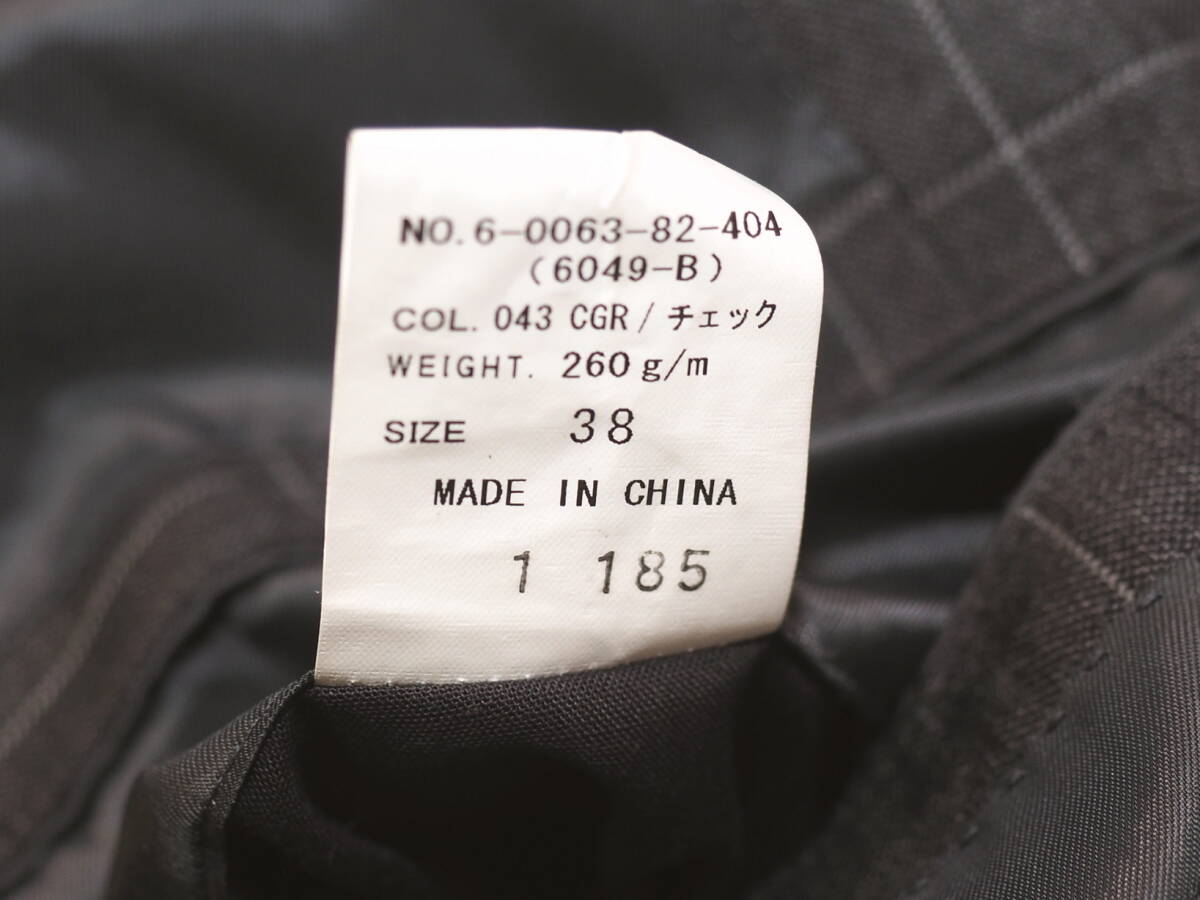 NO. 6-0063-82-404
(6049-B)
COL. 043 CGR/チェック
WEIGHT. 260 g/m
SIZE 38
MADE IN CHINA
1 185